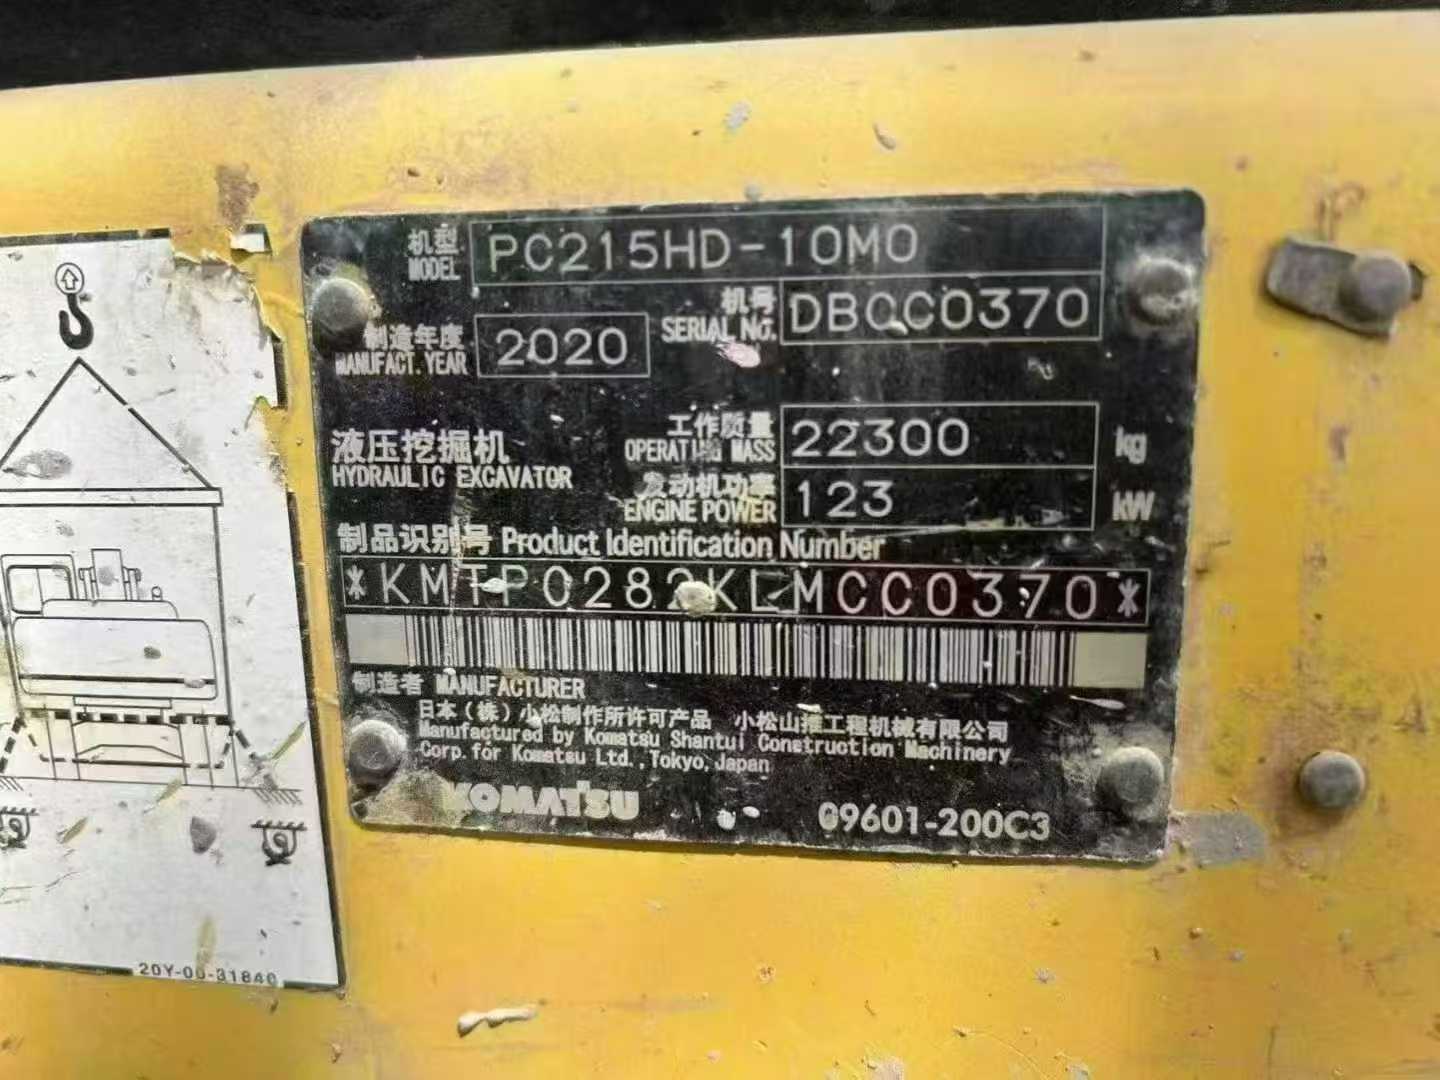 机型 MODEL PC215HD-10M0
机号 SERIAL No. DBCC0370
制造年度 MANUFACT. YEAR 2020
工作质量 OPERATING MASS 22300 kg
液压挖掘机
HYDRAULIC EXCAVATOR
发动机功率 ENGINE POWER 123 kW
制品识别号 Product Identification Number
*KMTPC282KLMCC0370*
制造者 MANUFACTURER
日本（株）小松制作所许可产品 小松山推工程机械有限公司
Manufactured by Komatsu Shantui Construction Machinery
Corp. for Komatsu Ltd., Tokyo, Japan
KOMATSU
09601-200C3
20Y-00-31840